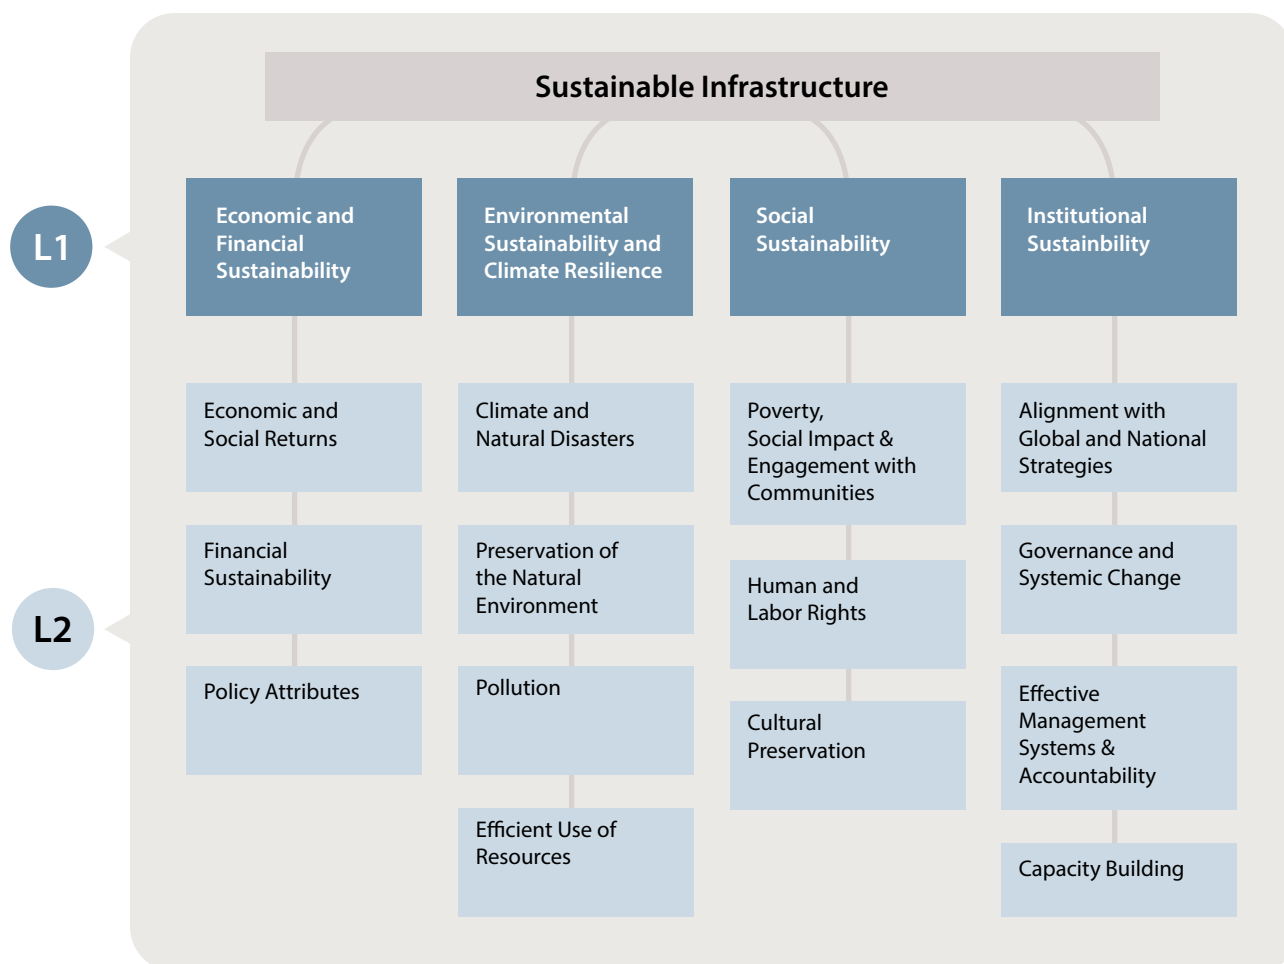 Sustainable Infrastructure
L1
Economic and
Financial
Sustainability
Environmental
Sustainability and
Climate Resilience
Social
Sustainability
Institutional
Sustainbility
L2
Economic and
Social Returns
Financial
Sustainability
Policy Attributes
Climate and
Natural Disasters
Preservation of
the Natural
Environment
Pollution
Efficient Use of
Resources
Poverty,
Social Impact &
Engagement with
Communities
Human and
Labor Rights
Cultural
Preservation
Alignment with
Global and National
Strategies
Governance and
Systemic Change
Effective
Management
Systems &
Accountability
Capacity Building